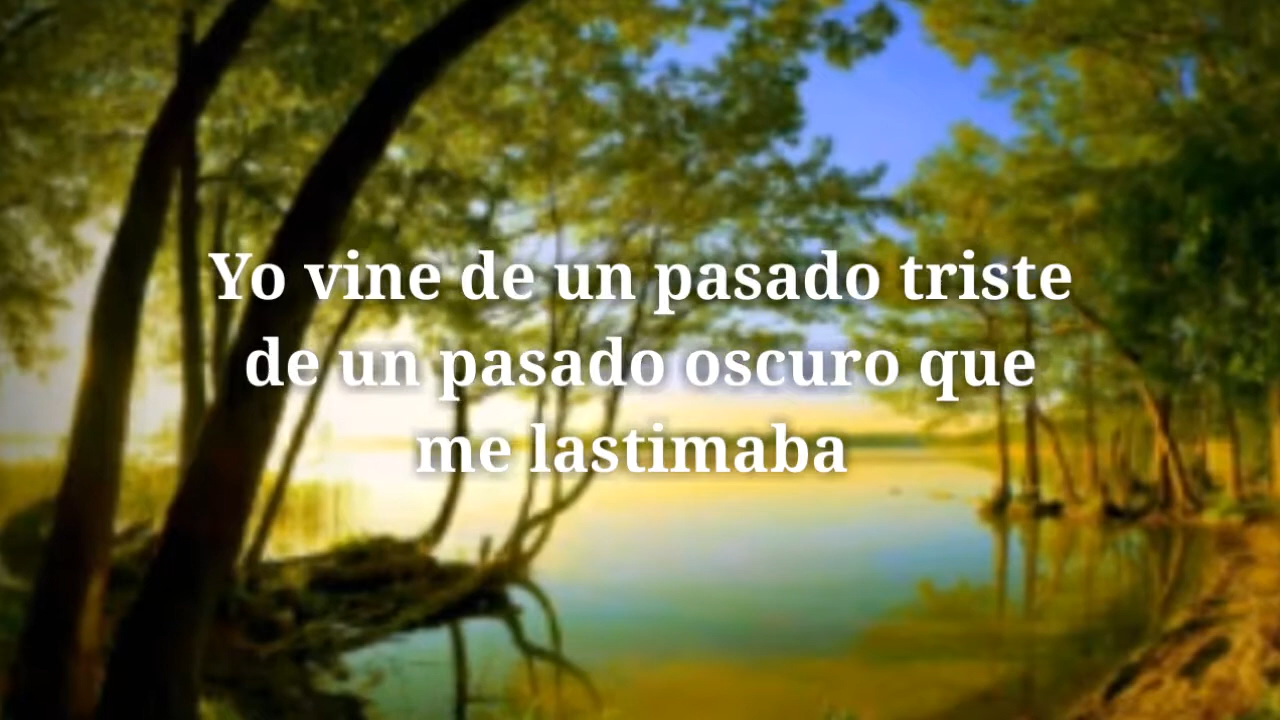 Yo vine de un pasado triste
de un pasado oscuro que
me lastimaba